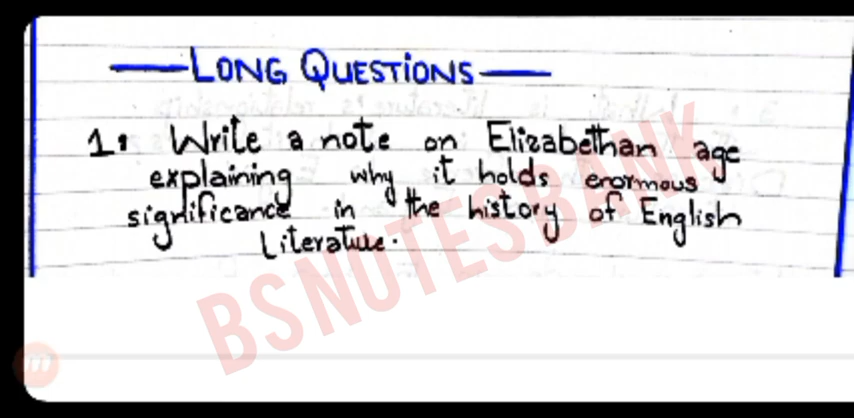 LONG QUESTIONS
1. Write a note on Elizabethan age
explaining why it holds enormous
significance in the history of English
Literature.
BSNOTESBANK